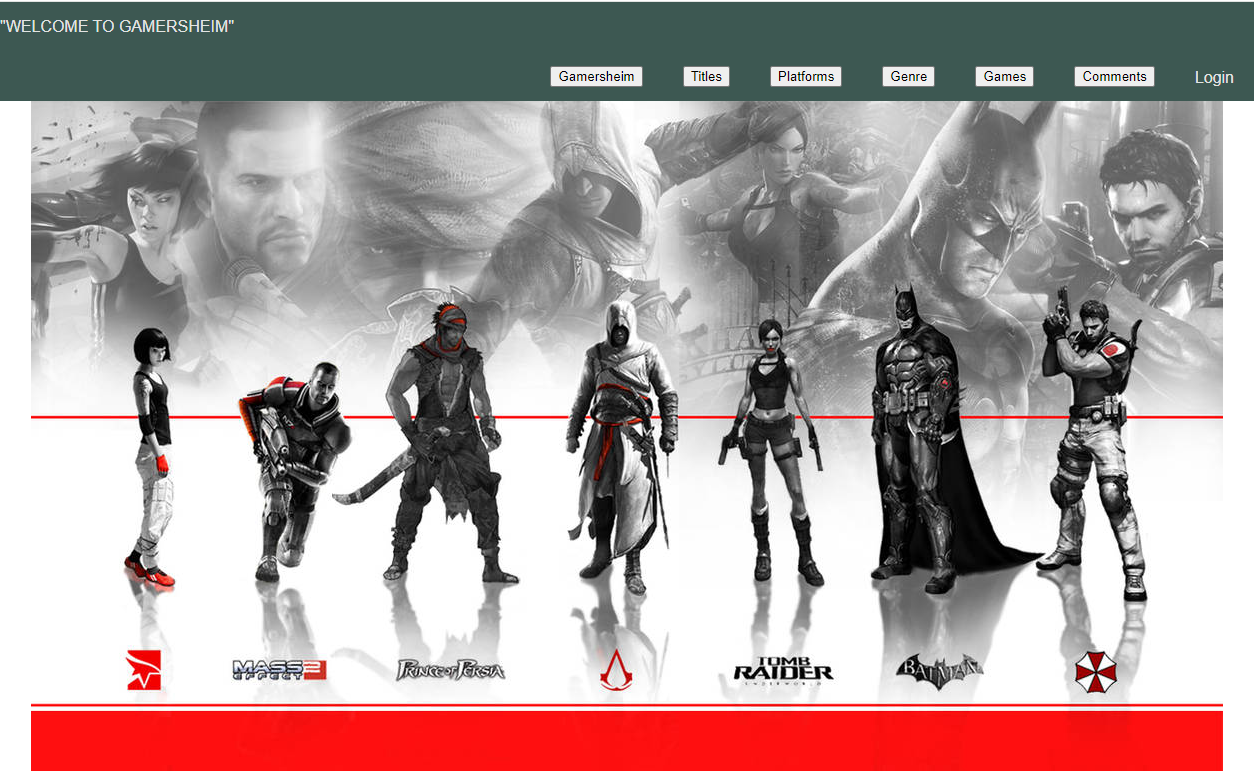 "WELCOME TO GAMERSHEIM"
Gamersheim Titles Platforms Genre Games Comments Login
MASS EFFECT 2
PRINCE OF PERSIA
TOMB RAIDER
UNDERWORLD
BATMAN